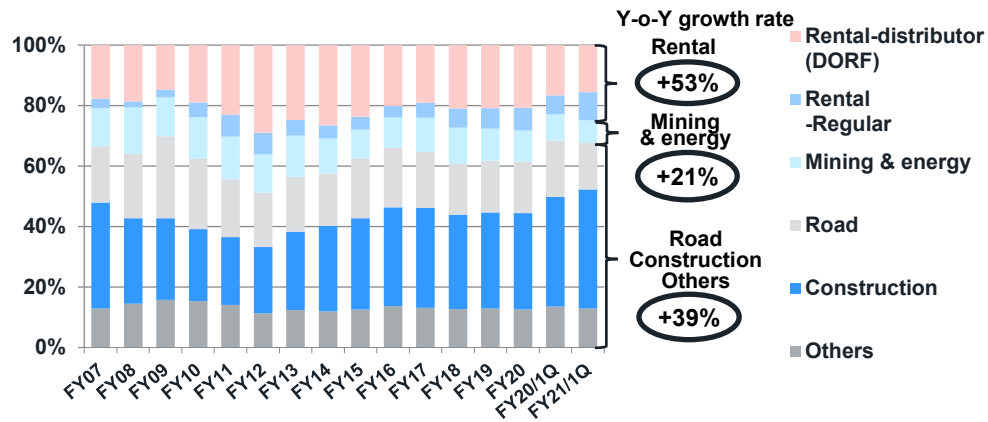 Y-o-Y growth rate
100%
80%
60%
40%
20%
0%
FY07
FY08
FY09
FY10
FY11
FY12
FY13
FY14
FY15
FY16
FY17
FY18
FY19
FY20
FY20/1Q
FY21/1Q
Rental
+53%
Mining
& energy
+21%
Road
Construction
Others
+39%
Rental-distributor
(DORF)
Rental
-Regular
Mining & energy
Road
Construction
Others